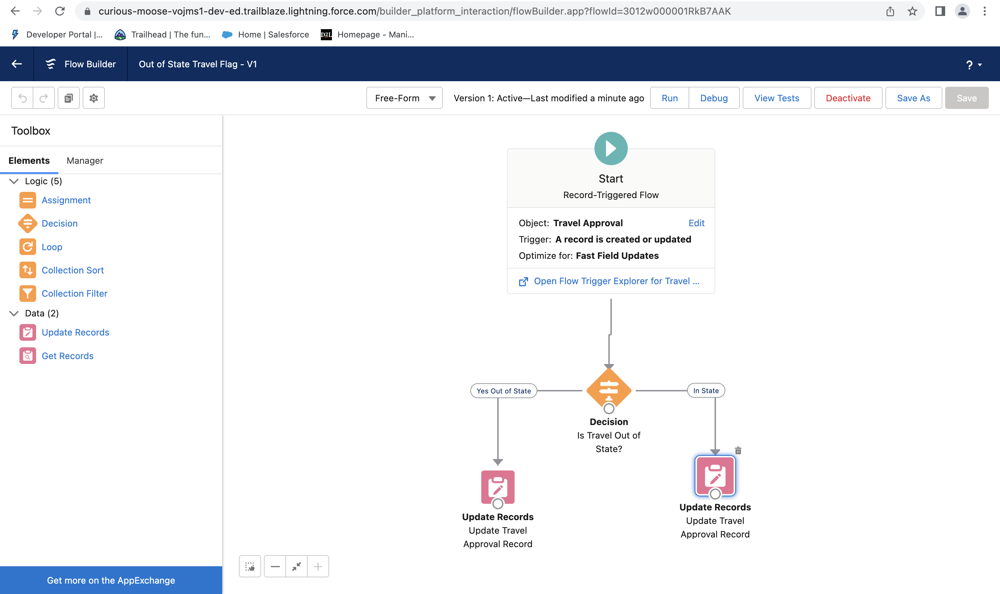 curious-moose-vojms1-dev-ed.trailblaze.lightning.force.com/builder_platform_interaction/flowBuilder.app?flowId=3012w000001RkB7AAK
Developer Portal |... Trailhead | The fun... Home | Salesforce D2L Homepage - Mani...
Flow Builder Out of State Travel Flag - V1 ?
Free-Form Version 1: Active—Last modified a minute ago Run Debug View Tests Deactivate Save As Save
Toolbox
Elements Manager
Logic (5)
Assignment
Decision
Loop
Collection Sort
Collection Filter
Data (2)
Update Records
Get Records
Get more on the AppExchange
Start
Record-Triggered Flow
Object: Travel Approval Edit
Trigger: A record is created or updated
Optimize for: Fast Field Updates
Open Flow Trigger Explorer for Travel ...
Yes Out of State In State
Decision
Is Travel Out of
State?
Update Records
Update Travel
Approval Record
Update Records
Update Travel
Approval Record